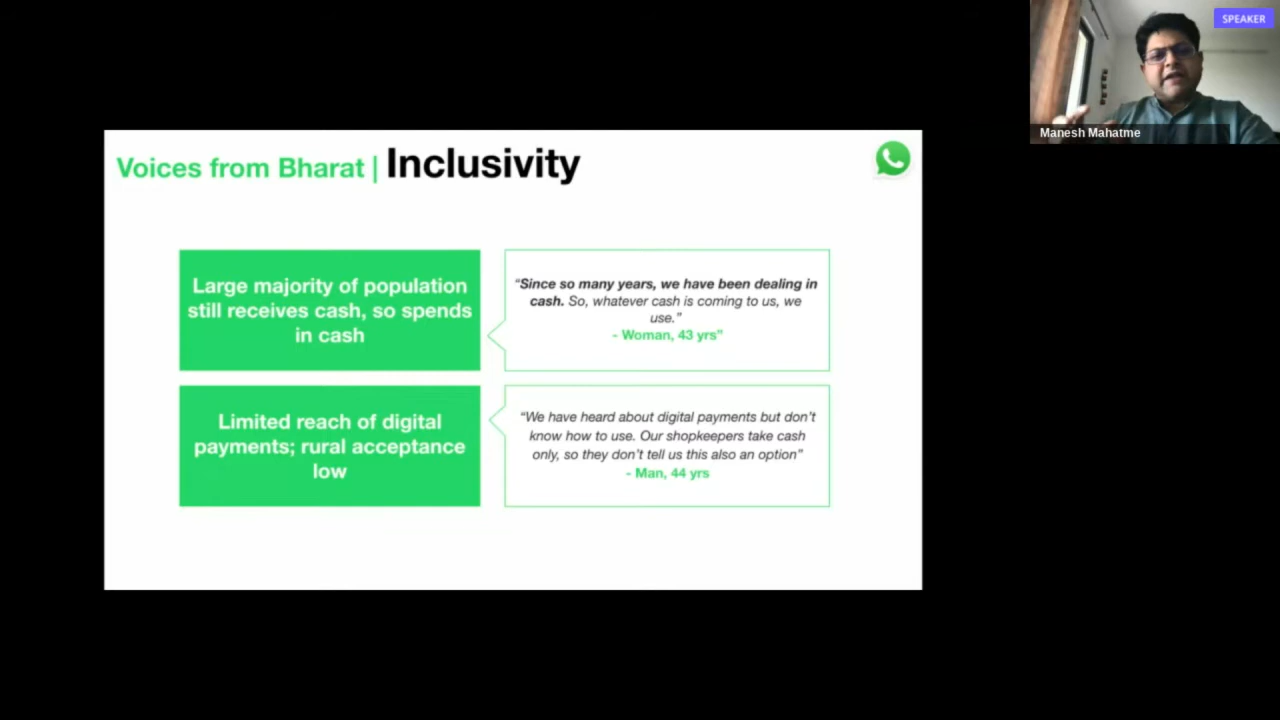 SPEAKER
Manesh Mahatme
Voices from Bharat | Inclusivity
Large majority of population
still receives cash, so spends
in cash
“Since so many years, we have been dealing in
cash. So, whatever cash is coming to us, we
use.”
- Woman, 43 yrs”
Limited reach of digital
payments; rural acceptance
low
“We have heard about digital payments but don’t
know how to use. Our shopkeepers take cash
only, so they don’t tell us this also an option”
- Man, 44 yrs